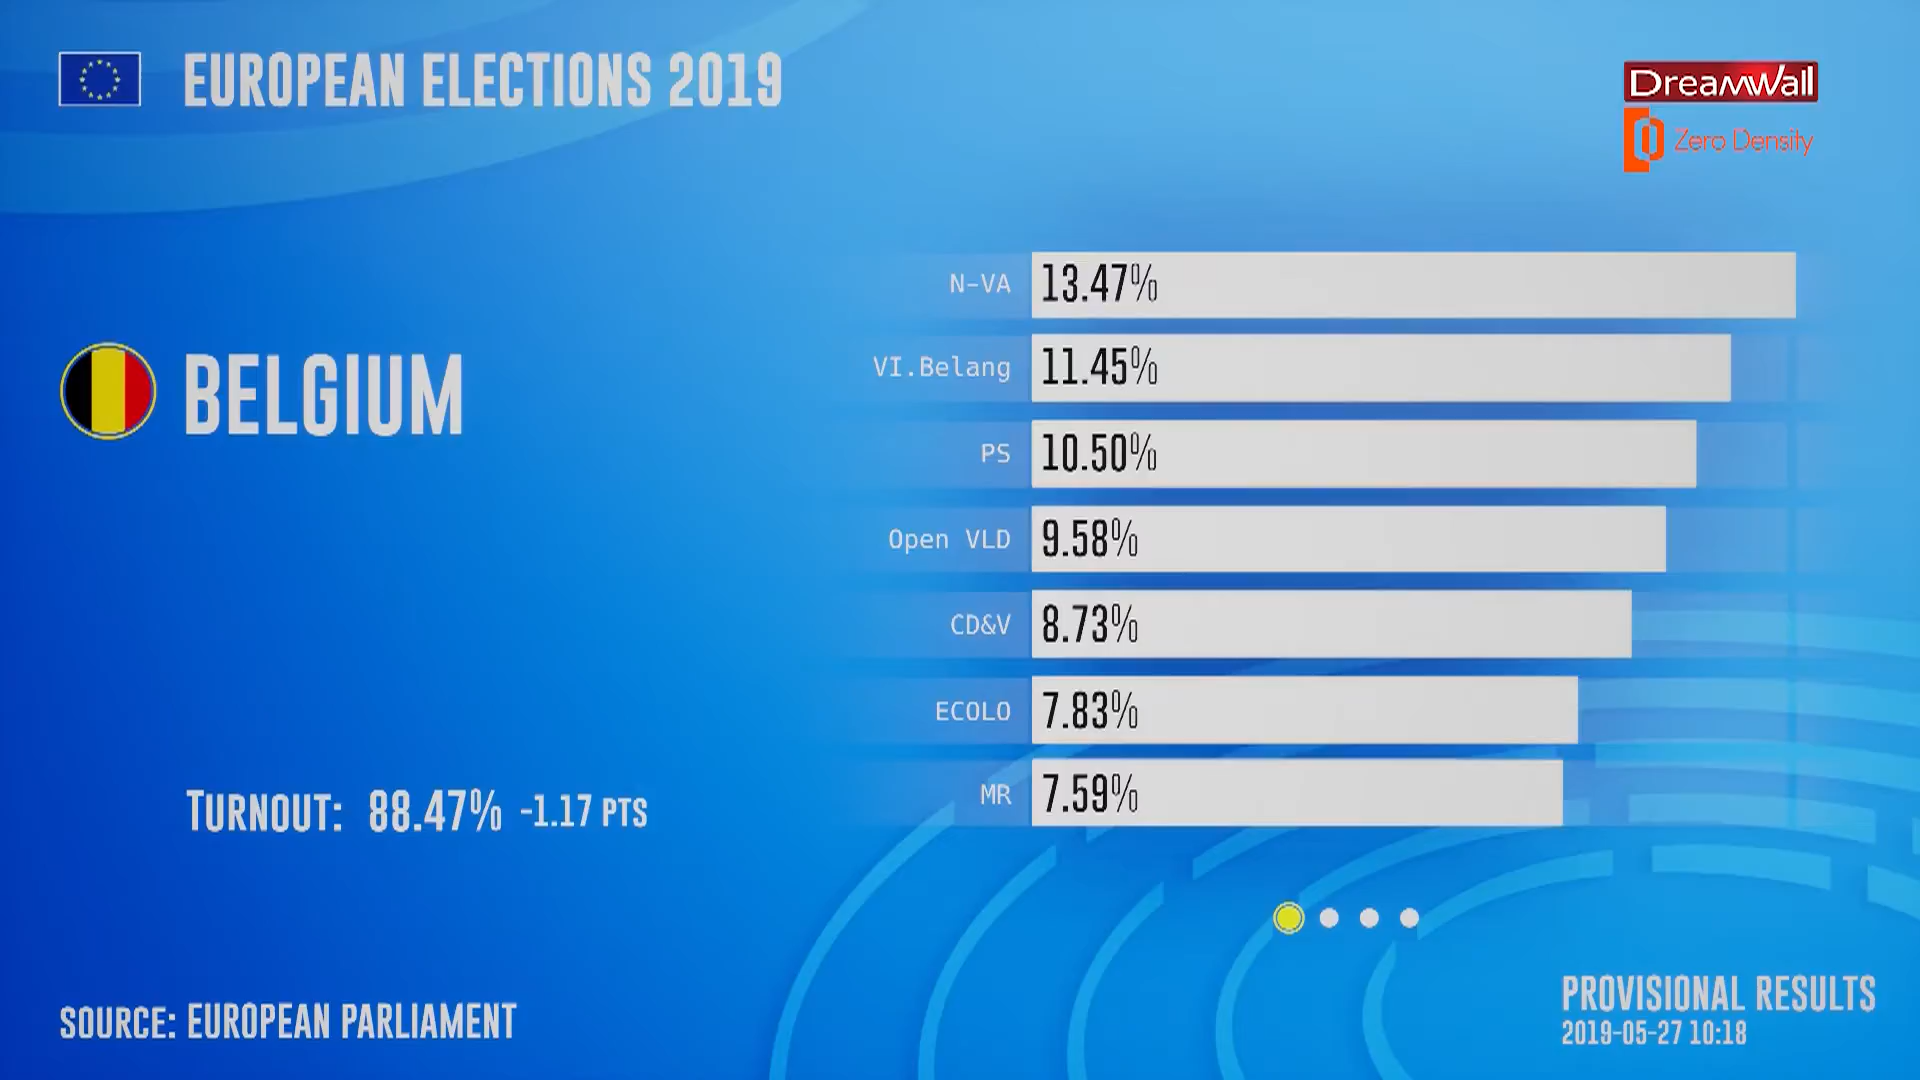 EUROPEAN ELECTIONS 2019
DreamWall
Zero Density
N-VA 13.47%
VI.Belang 11.45%
PS 10.50%
BELGIUM
Open VLD 9.58%
CD&V 8.73%
ECOLO 7.83%
MR 7.59%
TURNOUT: 88.47% -1.17 PTS
SOURCE: EUROPEAN PARLIAMENT
PROVISIONAL RESULTS
2019-05-27 10:18